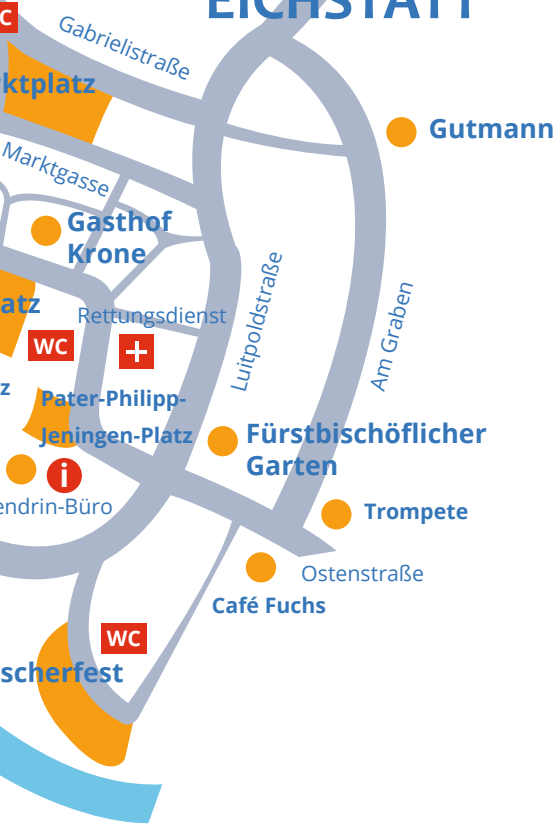 EICHSTÄTT
C
Gabrielistraße
ktplatz
Gutmann
Marktgasse
Gasthof
Krone
Luitpoldstraße
Am Graben
atz
Rettungsdienst
WC
z
Pater-Philipp-
Jeningen-Platz
Fürstbischöflicher
Garten
i
endrin-Büro
Trompete
Ostenstraße
Café Fuchs
WC
scherfest